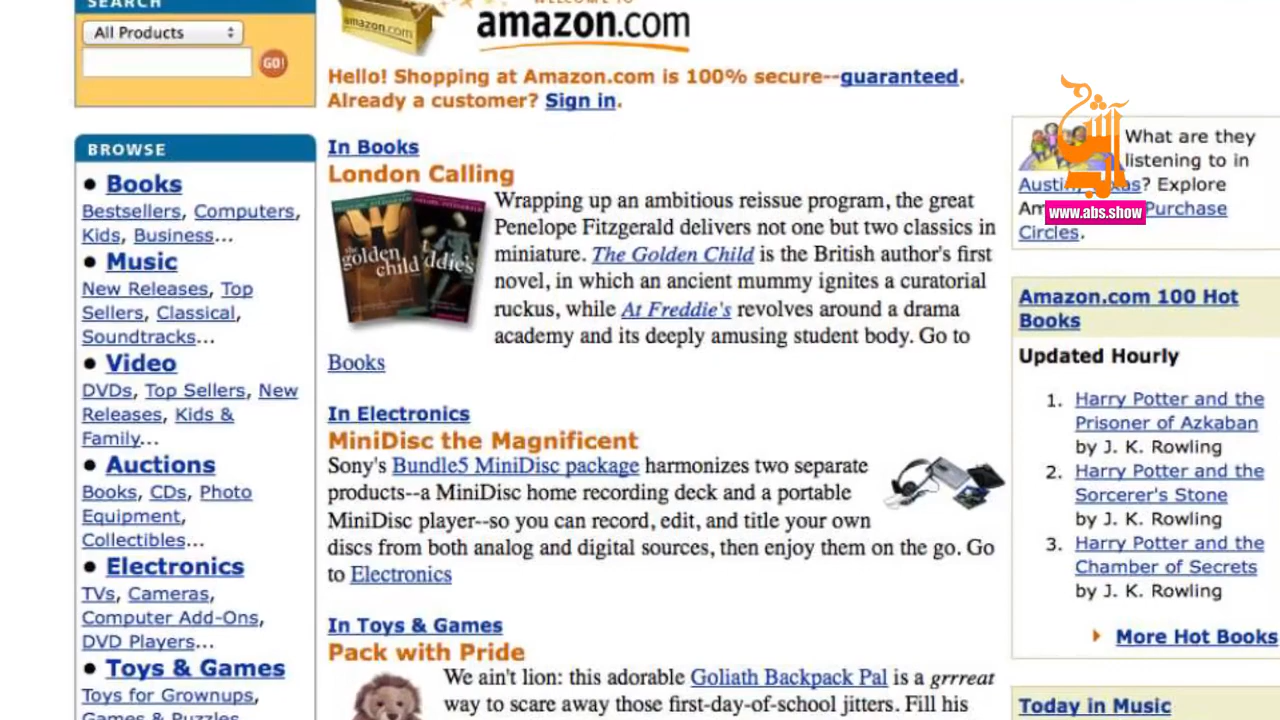 SEARCH
All Products
GO!
WELCOME TO
amazon.com
amazon.com
Hello! Shopping at Amazon.com is 100% secure--guaranteed.
Already a customer? Sign in.
BROWSE
• Books
Bestsellers, Computers,
Kids, Business...
• Music
New Releases, Top
Sellers, Classical,
Soundtracks...
• Video
DVDs, Top Sellers, New
Releases, Kids &
Family...
• Auctions
Books, CDs, Photo
Equipment,
Collectibles...
• Electronics
TVs, Cameras,
Computer Add-Ons,
DVD Players...
• Toys & Games
Toys for Grownups,
Games & Puzzles
In Books
London Calling
the golden child
Wrapping up an ambitious reissue program, the great
Penelope Fitzgerald delivers not one but two classics in
miniature. The Golden Child is the British author's first
novel, in which an ancient mummy ignites a curatorial
ruckus, while At Freddie's revolves around a drama
academy and its deeply amusing student body. Go to
Books
In Electronics
MiniDisc the Magnificent
Sony's Bundle5 MiniDisc package harmonizes two separate
products--a MiniDisc home recording deck and a portable
MiniDisc player--so you can record, edit, and title your own
discs from both analog and digital sources, then enjoy them on the go. Go
to Electronics
In Toys & Games
Pack with Pride
We ain't lion: this adorable Goliath Backpack Pal is a grrreat
way to scare away those first-day-of-school jitters. Fill his
What are they
listening to in
Austin, Texas? Explore
Purchase
Circles.
www.abs.show
Amazon.com 100 Hot
Books
Updated Hourly
1. Harry Potter and the
Prisoner of Azkaban
by J. K. Rowling
2. Harry Potter and the
Sorcerer's Stone
by J. K. Rowling
3. Harry Potter and the
Chamber of Secrets
by J. K. Rowling
More Hot Books
Today in Music